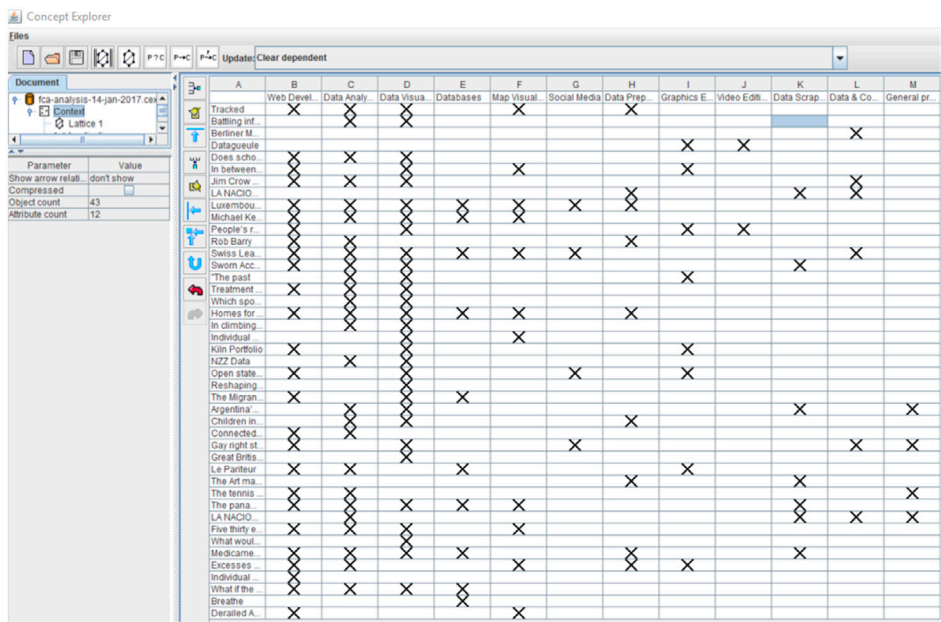 Concept Explorer
Files
P?C P→C P→C Update: Clear dependent
Document
fca-analysis-14-jan-2017.cex
Context
Lattice 1
Parameter Value
Show arrow relati... don't show
Compressed
Object count 43
Attribute count 12
A B C D E F G H I J K L M
Web Devel... Data Analy... Data Visua... Databases Map Visual... Social Media Data Prep... Graphics E... Video Editi... Data Scrap... Data & Co... General pr...
Tracked
Battling inf...
Berliner M...
Datagueule
Does scho...
In between...
Jim Crow ...
LA NACIO...
Luxembou...
Michael Ke...
People's r...
Rob Barry
Swiss Lea...
Sworn Acc...
"The past
Treatment ...
Which spo...
Homes for ...
In climbing...
Individual ...
Kiln Portfolio
NZZ Data
Open state...
Reshaping...
The Migran...
Argentina'...
Children in...
Connected...
Gay right st...
Great Britis...
Le Pariteur
The Art ma...
The tennis ...
The pana...
LA NACIO...
Five thirty e...
What woul...
Medicame...
Excesses ...
Individual ...
What if the ...
Breathe
Derailed A...